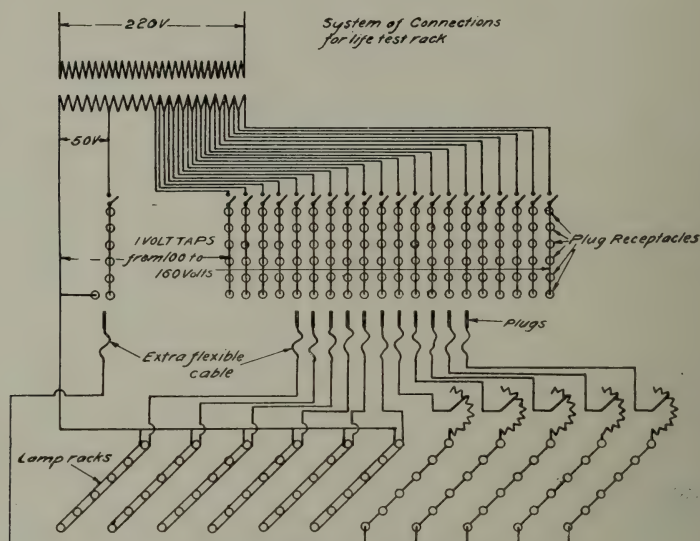 220V
System of Connections
for life test rack
50V
1 VOLT TAPS
from 100 to
160 Volts
Plug Receptacles
Plugs
Extra flexible
cable
Lamp racks